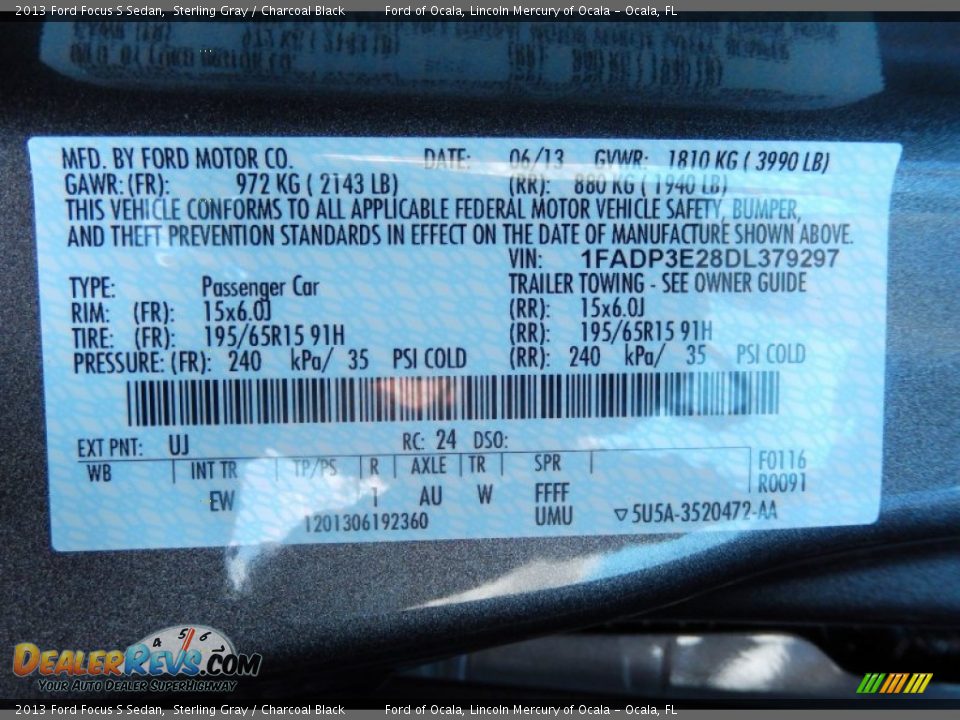 2013 Ford Focus S Sedan, Sterling Gray / Charcoal Black Ford of Ocala, Lincoln Mercury of Ocala - Ocala, FL
MFD. BY FORD MOTOR CO. DATE: 06/13 GVWR: 1810 KG ( 3990 LB)
GAWR: (FR): 972 KG ( 2143 LB) (RR): 880 KG ( 1940 LB)
THIS VEHICLE CONFORMS TO ALL APPLICABLE FEDERAL MOTOR VEHICLE SAFETY, BUMPER,
AND THEFT PREVENTION STANDARDS IN EFFECT ON THE DATE OF MANUFACTURE SHOWN ABOVE.
VIN: 1FADP3E28DL379297
TYPE: Passenger Car TRAILER TOWING - SEE OWNER GUIDE
RIM: (FR): 15x6.0J (RR): 15x6.0J
TIRE: (FR): 195/65R15 91H (RR): 195/65R15 91H
PRESSURE: (FR): 240 kPa/ 35 PSI COLD (RR): 240 kPa/ 35 PSI COLD
EXT PNT: UJ RC: 24 DSO:
WB INT TR TP/PS R AXLE TR SPR F0116
R0091
EW 1 AU W FFFF
1201306192360 UMU ▽5U5A-3520472-AA
4 5 6
DEALERREVS.COM
YOUR AUTO DEALER SUPERHIGHWAY
2013 Ford Focus S Sedan, Sterling Gray / Charcoal Black Ford of Ocala, Lincoln Mercury of Ocala - Ocala, FL